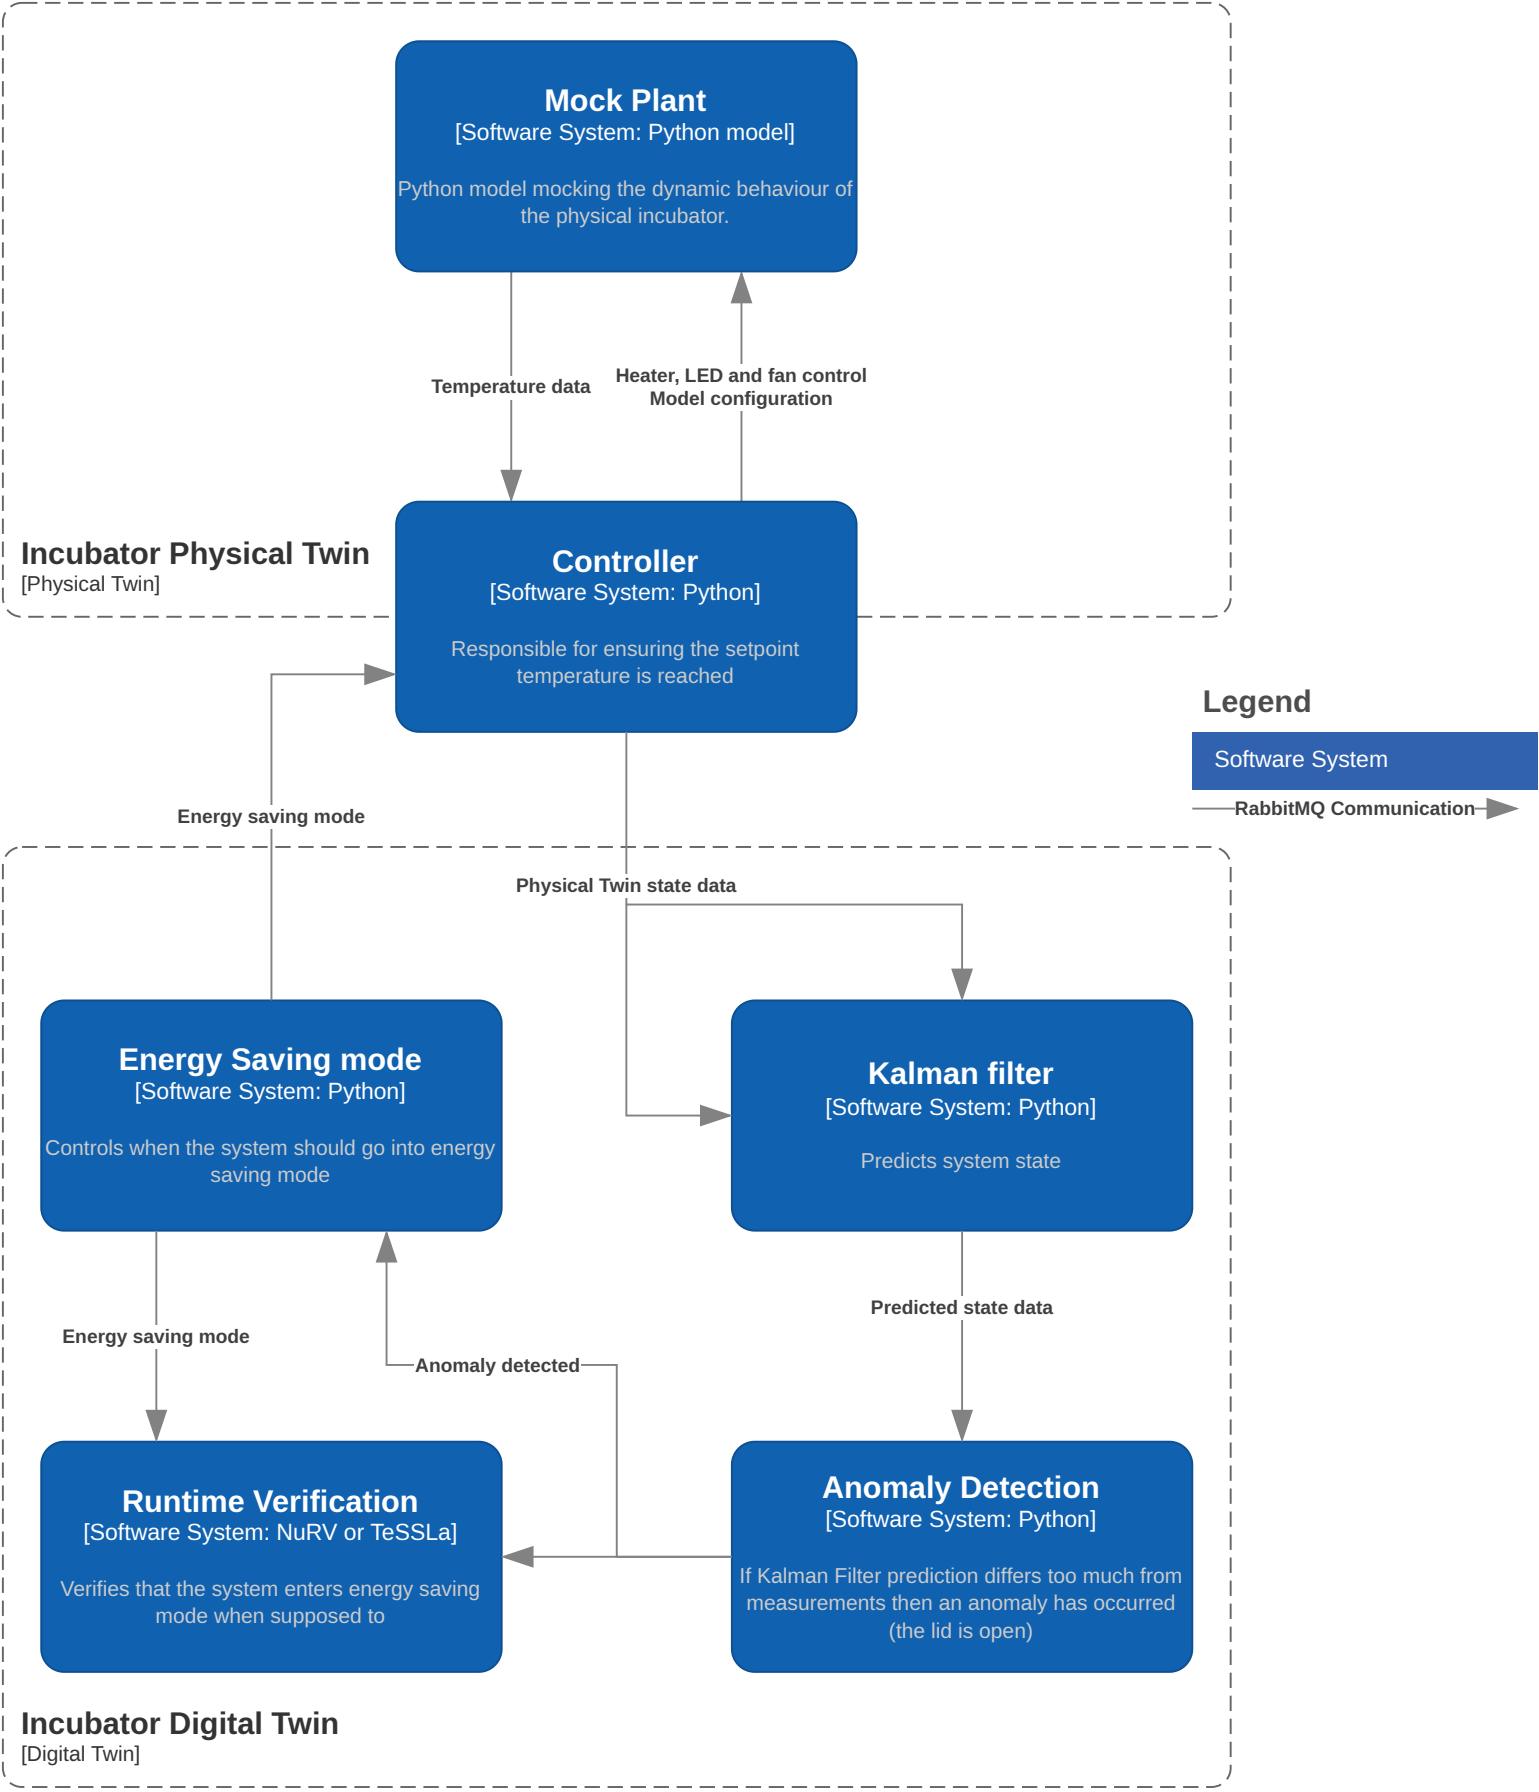 Mock Plant
[Software System: Python model]
Python model mocking the dynamic behaviour of
the physical incubator.
Temperature data
Heater, LED and fan control
Model configuration
Incubator Physical Twin
[Physical Twin]
Controller
[Software System: Python]
Responsible for ensuring the setpoint
temperature is reached
Legend
Software System
RabbitMQ Communication
Energy saving mode
Physical Twin state data
Energy Saving mode
[Software System: Python]
Controls when the system should go into energy
saving mode
Kalman filter
[Software System: Python]
Predicts system state
Predicted state data
Energy saving mode
Anomaly detected
Runtime Verification
[Software System: NuRV or TeSSLa]
Verifies that the system enters energy saving
mode when supposed to
Anomaly Detection
[Software System: Python]
If Kalman Filter prediction differs too much from
measurements then an anomaly has occurred
(the lid is open)
Incubator Digital Twin
[Digital Twin]